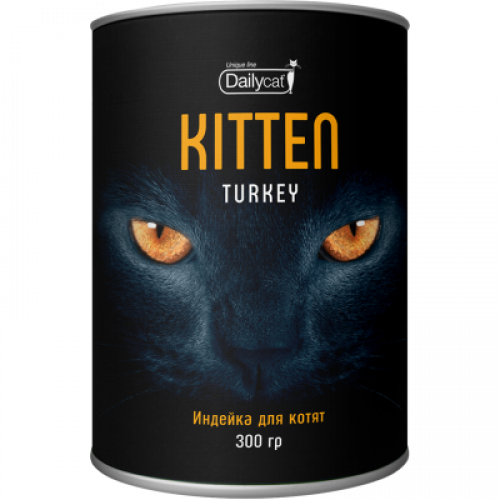 Unique line
Dailycat
KITTEN
TURKEY
Индейка для котят
300 гр